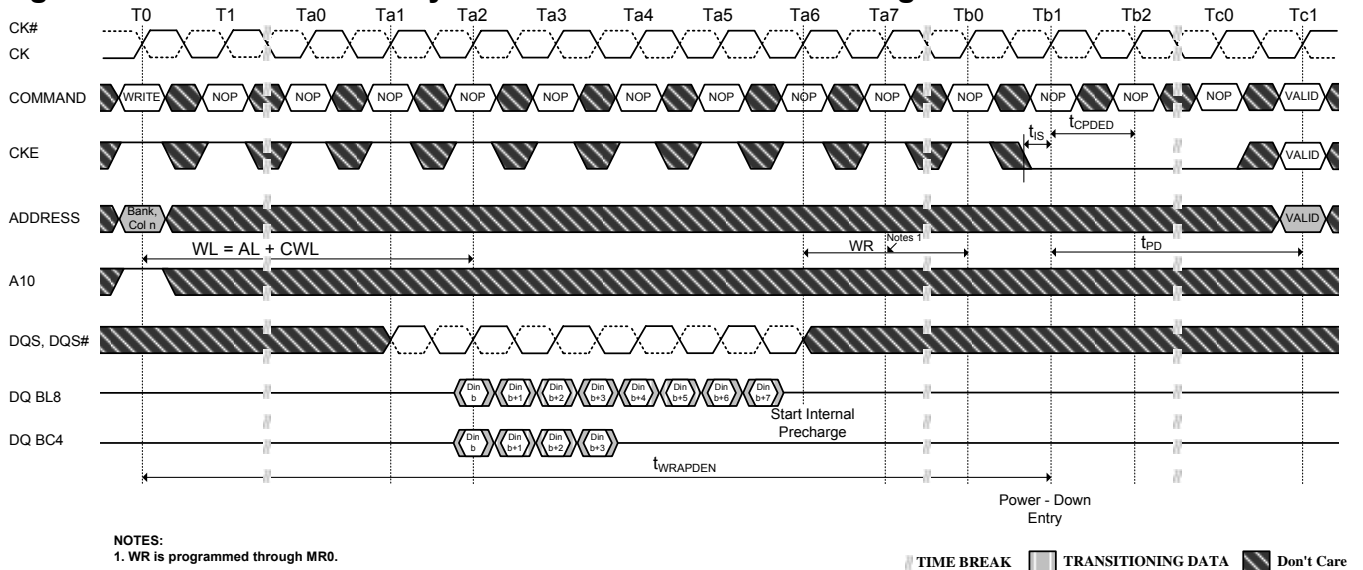 T0 T1 Ta0 Ta1 Ta2 Ta3 Ta4 Ta5 Ta6 Ta7 Tb0 Tb1 Tb2 Tc0 Tc1
CK#
CK
COMMAND WRITE NOP NOP NOP NOP NOP NOP NOP NOP NOP NOP NOP NOP NOP VALID
tIS tCPDED
CKE VALID
ADDRESS Bank, Col n VALID
WL = AL + CWL WR Notes 1 tPD
A10
DQS, DQS#
DQ BL8 Din b Din b+1 Din b+2 Din b+3 Din b+4 Din b+5 Din b+6 Din b+7
Start Internal
Precharge
DQ BC4 Din b Din b+1 Din b+2 Din b+3
tWRAPDEN
Power - Down
Entry
NOTES:
1. WR is programmed through MR0.
TIME BREAK TRANSITIONING DATA Don't Care